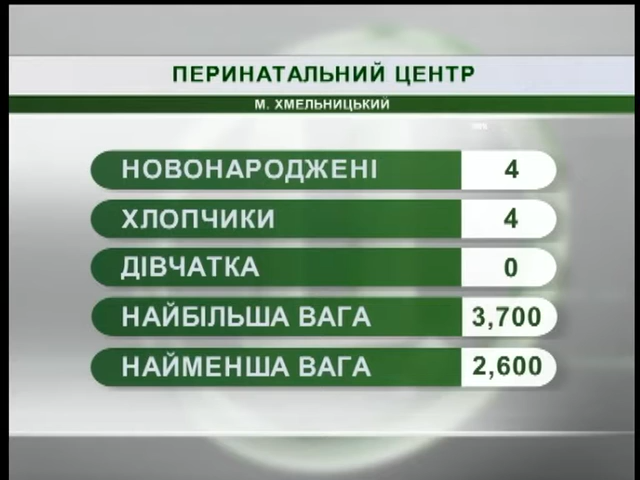 ПЕРИНАТАЛЬНИЙ ЦЕНТР
М. ХМЕЛЬНИЦЬКИЙ
НОВОНАРОДЖЕНІ 4
ХЛОПЧИКИ 4
ДІВЧАТКА 0
НАЙБІЛЬША ВАГА 3,700
НАЙМЕНША ВАГА 2,600